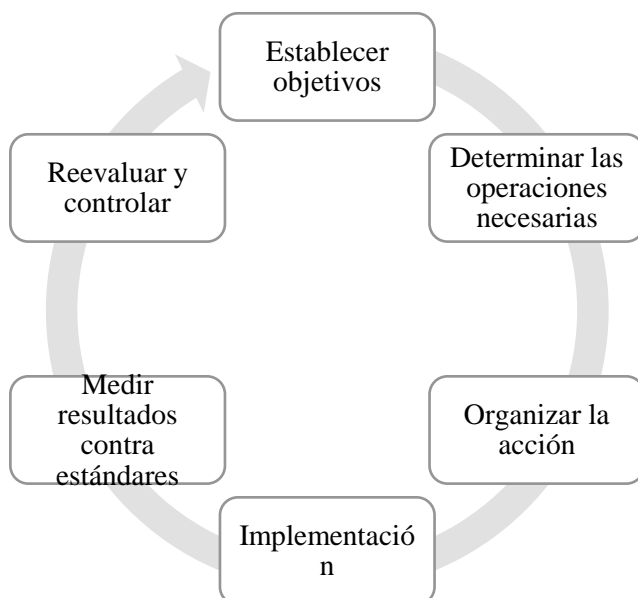 Establecer
objetivos
Determinar las
operaciones
necesarias
Organizar la
acción
Implementació
n
Medir
resultados
contra
estándares
Reevaluar y
controlar